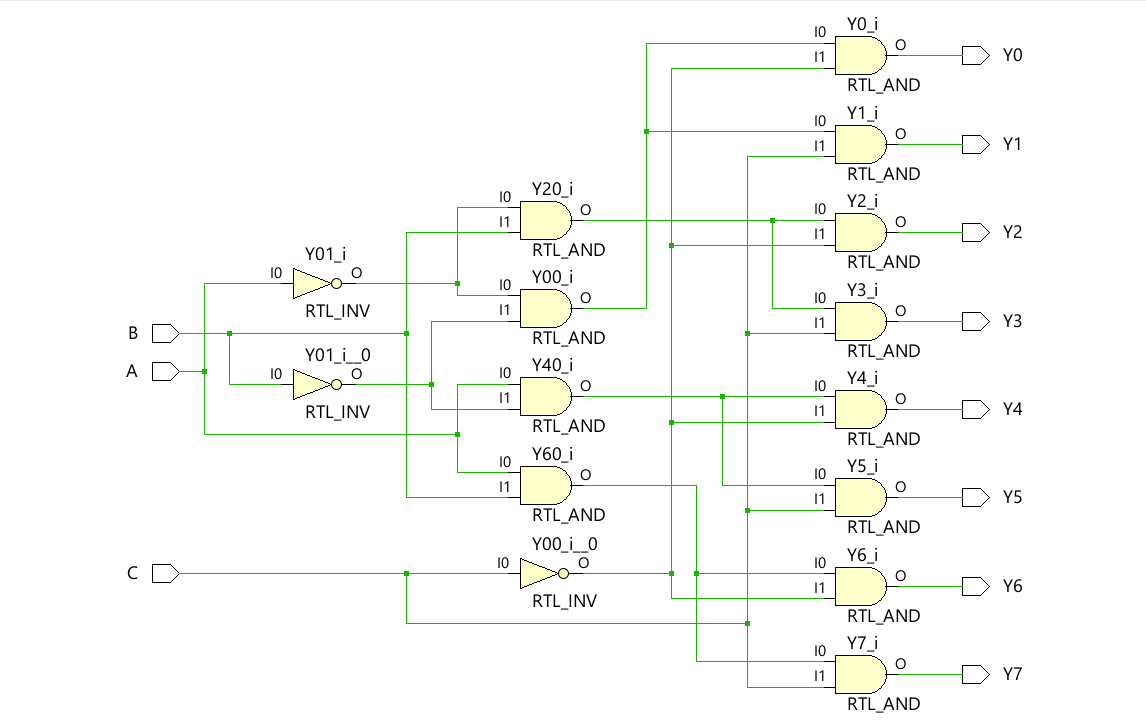 Y0_i
I0
O
I1
Y0
RTL_AND
Y1_i
I0
O
I1
Y1
RTL_AND
Y20_i
I0
O
I1
RTL_AND
Y2_i
I0
O
I1
Y2
RTL_AND
Y01_i
I0
O
RTL_INV
Y00_i
I0
O
I1
RTL_AND
Y3_i
I0
O
I1
Y3
RTL_AND
B
A
Y01_i__0
I0
O
RTL_INV
Y40_i
I0
O
I1
RTL_AND
Y4_i
I0
O
I1
Y4
RTL_AND
Y60_i
I0
O
I1
RTL_AND
Y5_i
I0
O
I1
Y5
RTL_AND
C
Y00_i__0
I0
O
RTL_INV
Y6_i
I0
O
I1
Y6
RTL_AND
Y7_i
I0
O
I1
Y7
RTL_AND